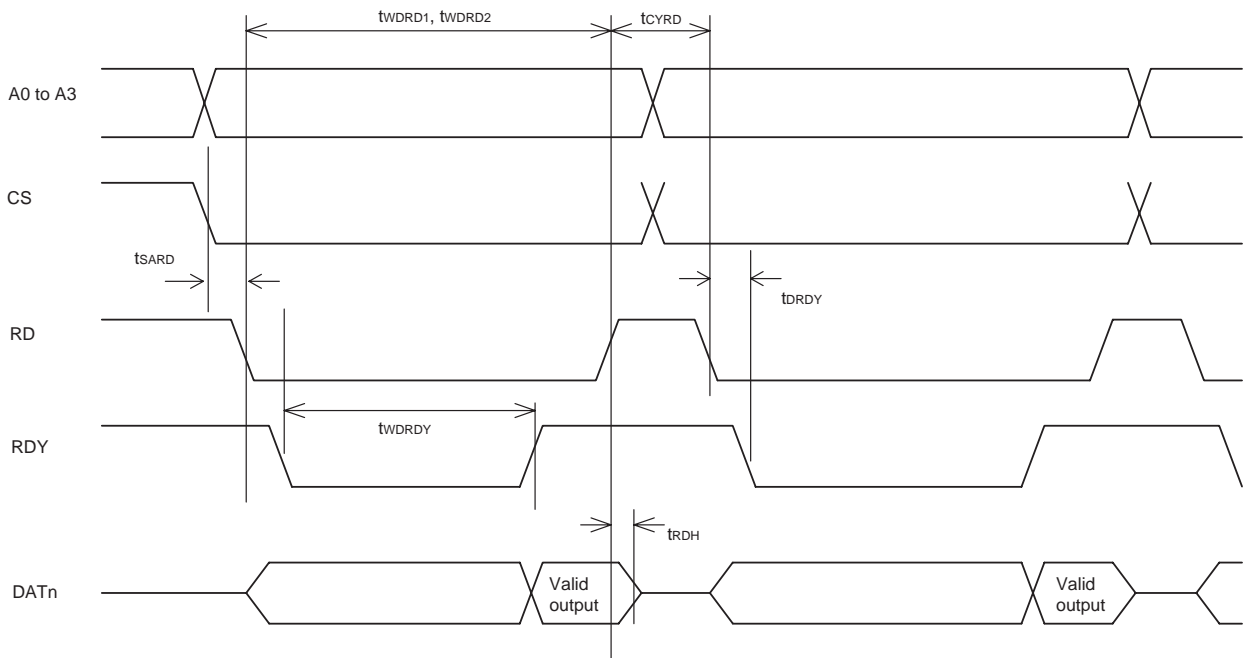 tWDRD1, tWDRD2
tCYRD
A0 to A3
CS
tSARD
tDRDY
RD
tWDRDY
RDY
tRDH
DATn
Valid
output
Valid
output